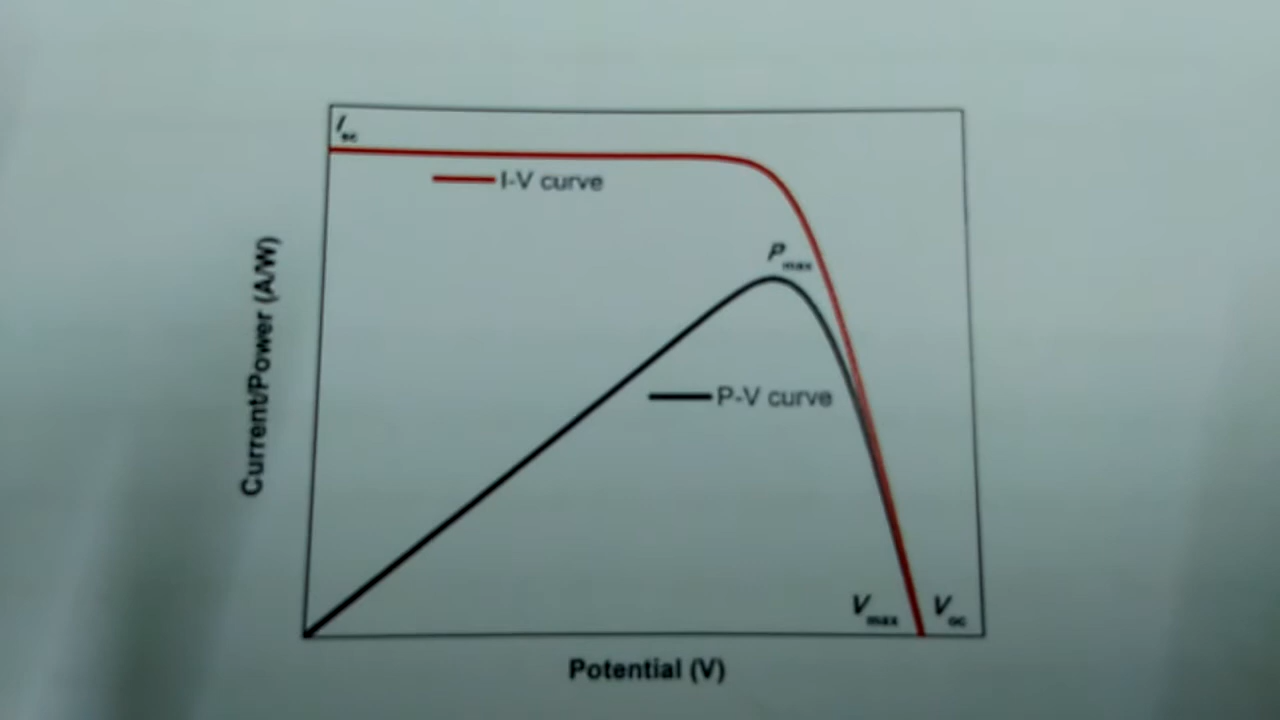 Isc
I-V curve
Pmax
Current/Power (A/W)
P-V curve
Vmax Voc
Potential (V)